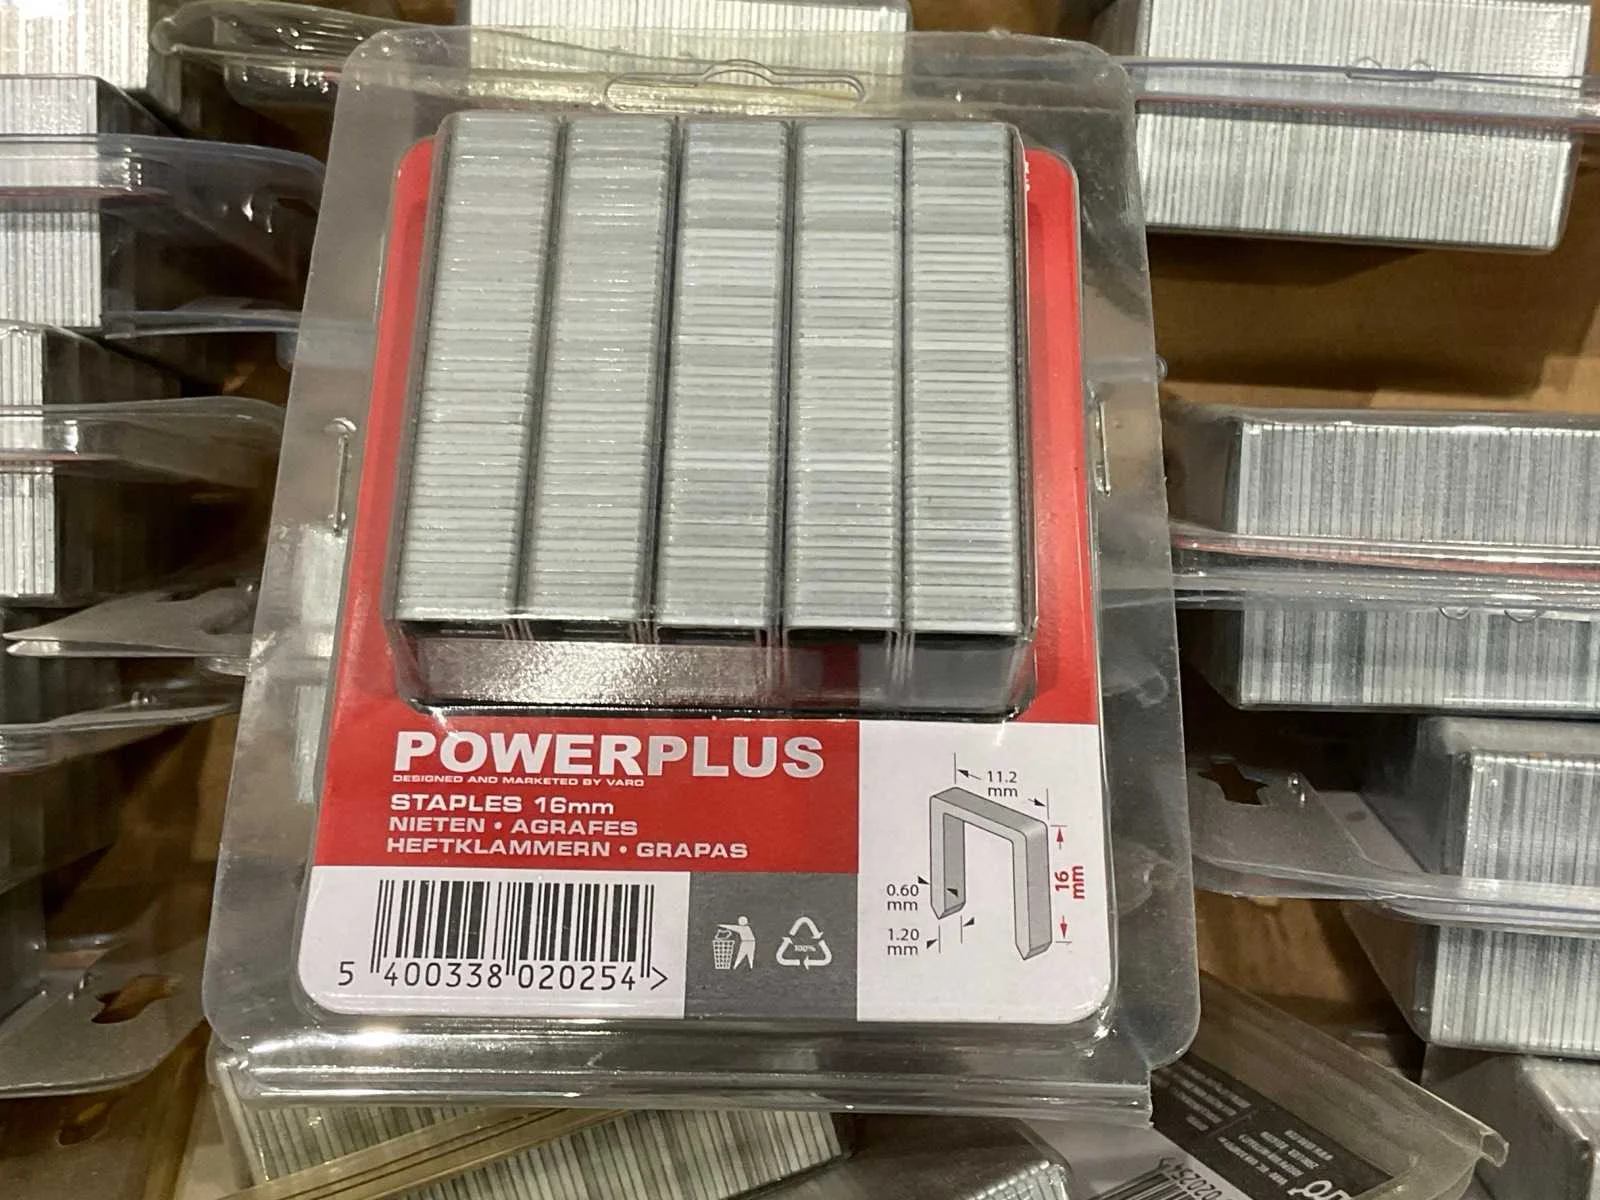 POWERPLUS
DESIGNED AND MARKETED BY VARO
STAPLES 16mm
NIETEN • AGRAFES
HEFTKLAMMERN • GRAPAS
11.2
mm
16
mm
0.60
mm
1.20
mm
100%
5 400338 020254 >